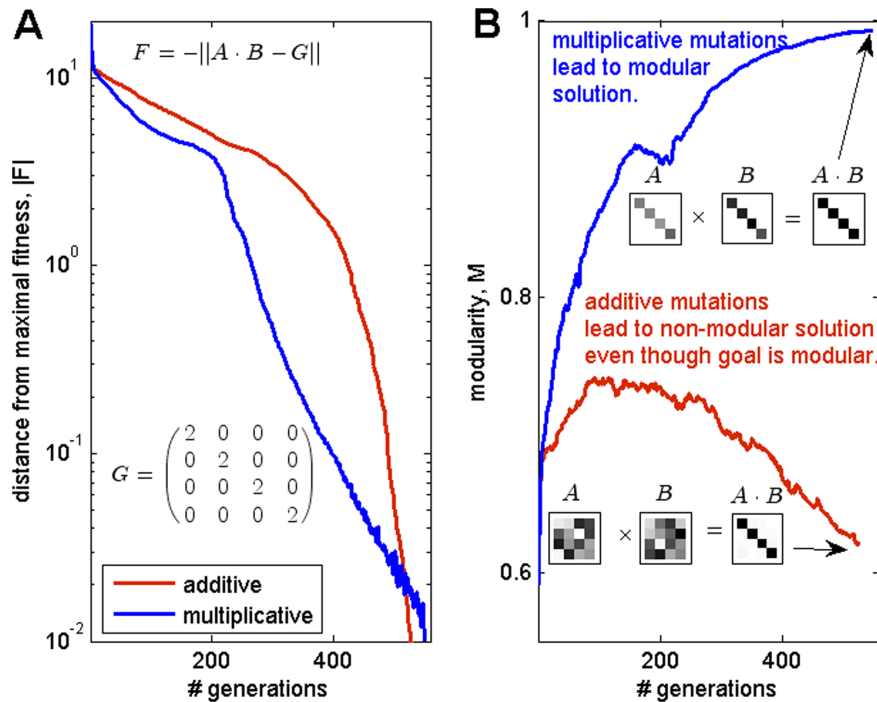 A
F = −||A · B − G||
distance from maximal fitness, |F|
10^1
10^0
10^-1
10^-2
G = (2 0 0 0
0 2 0 0
0 0 2 0
0 0 0 2)
additive
multiplicative
200
400
# generations
B
modularity, M
1
0.8
0.6
multiplicative mutations
lead to modular
solution.
A B A · B
× =
additive mutations
lead to non-modular solution
even though goal is modular.
A B A · B
× =
200
400
# generations